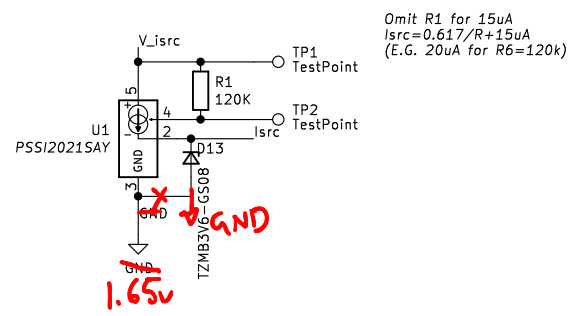 Omit R1 for 15uA
Isrc=0.617/R+15uA
(E.G. 20uA for R6=120k)
V_isrc
TP1
TestPoint
R1
120K
5
+
TP2
TestPoint
4
U1
PSSI2021SAY
-
2
Isrc
GND
D13
TZMB3V6-GS08
3
GND
GND
GND
1.65v